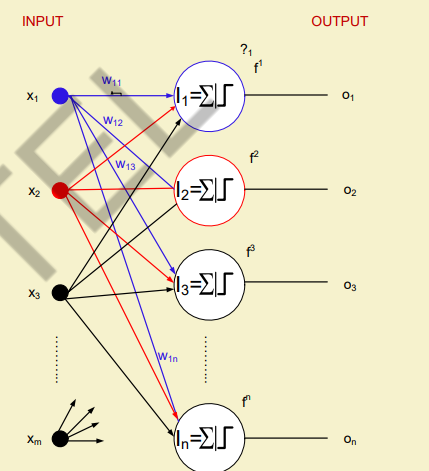 INPUT
OUTPUT
?1
f1
x1
w11
I1=∑
o1
w12
f2
w13
x2
I2=∑
o2
f3
x3
I3=∑
o3
w1n
fn
xm
In=∑
on